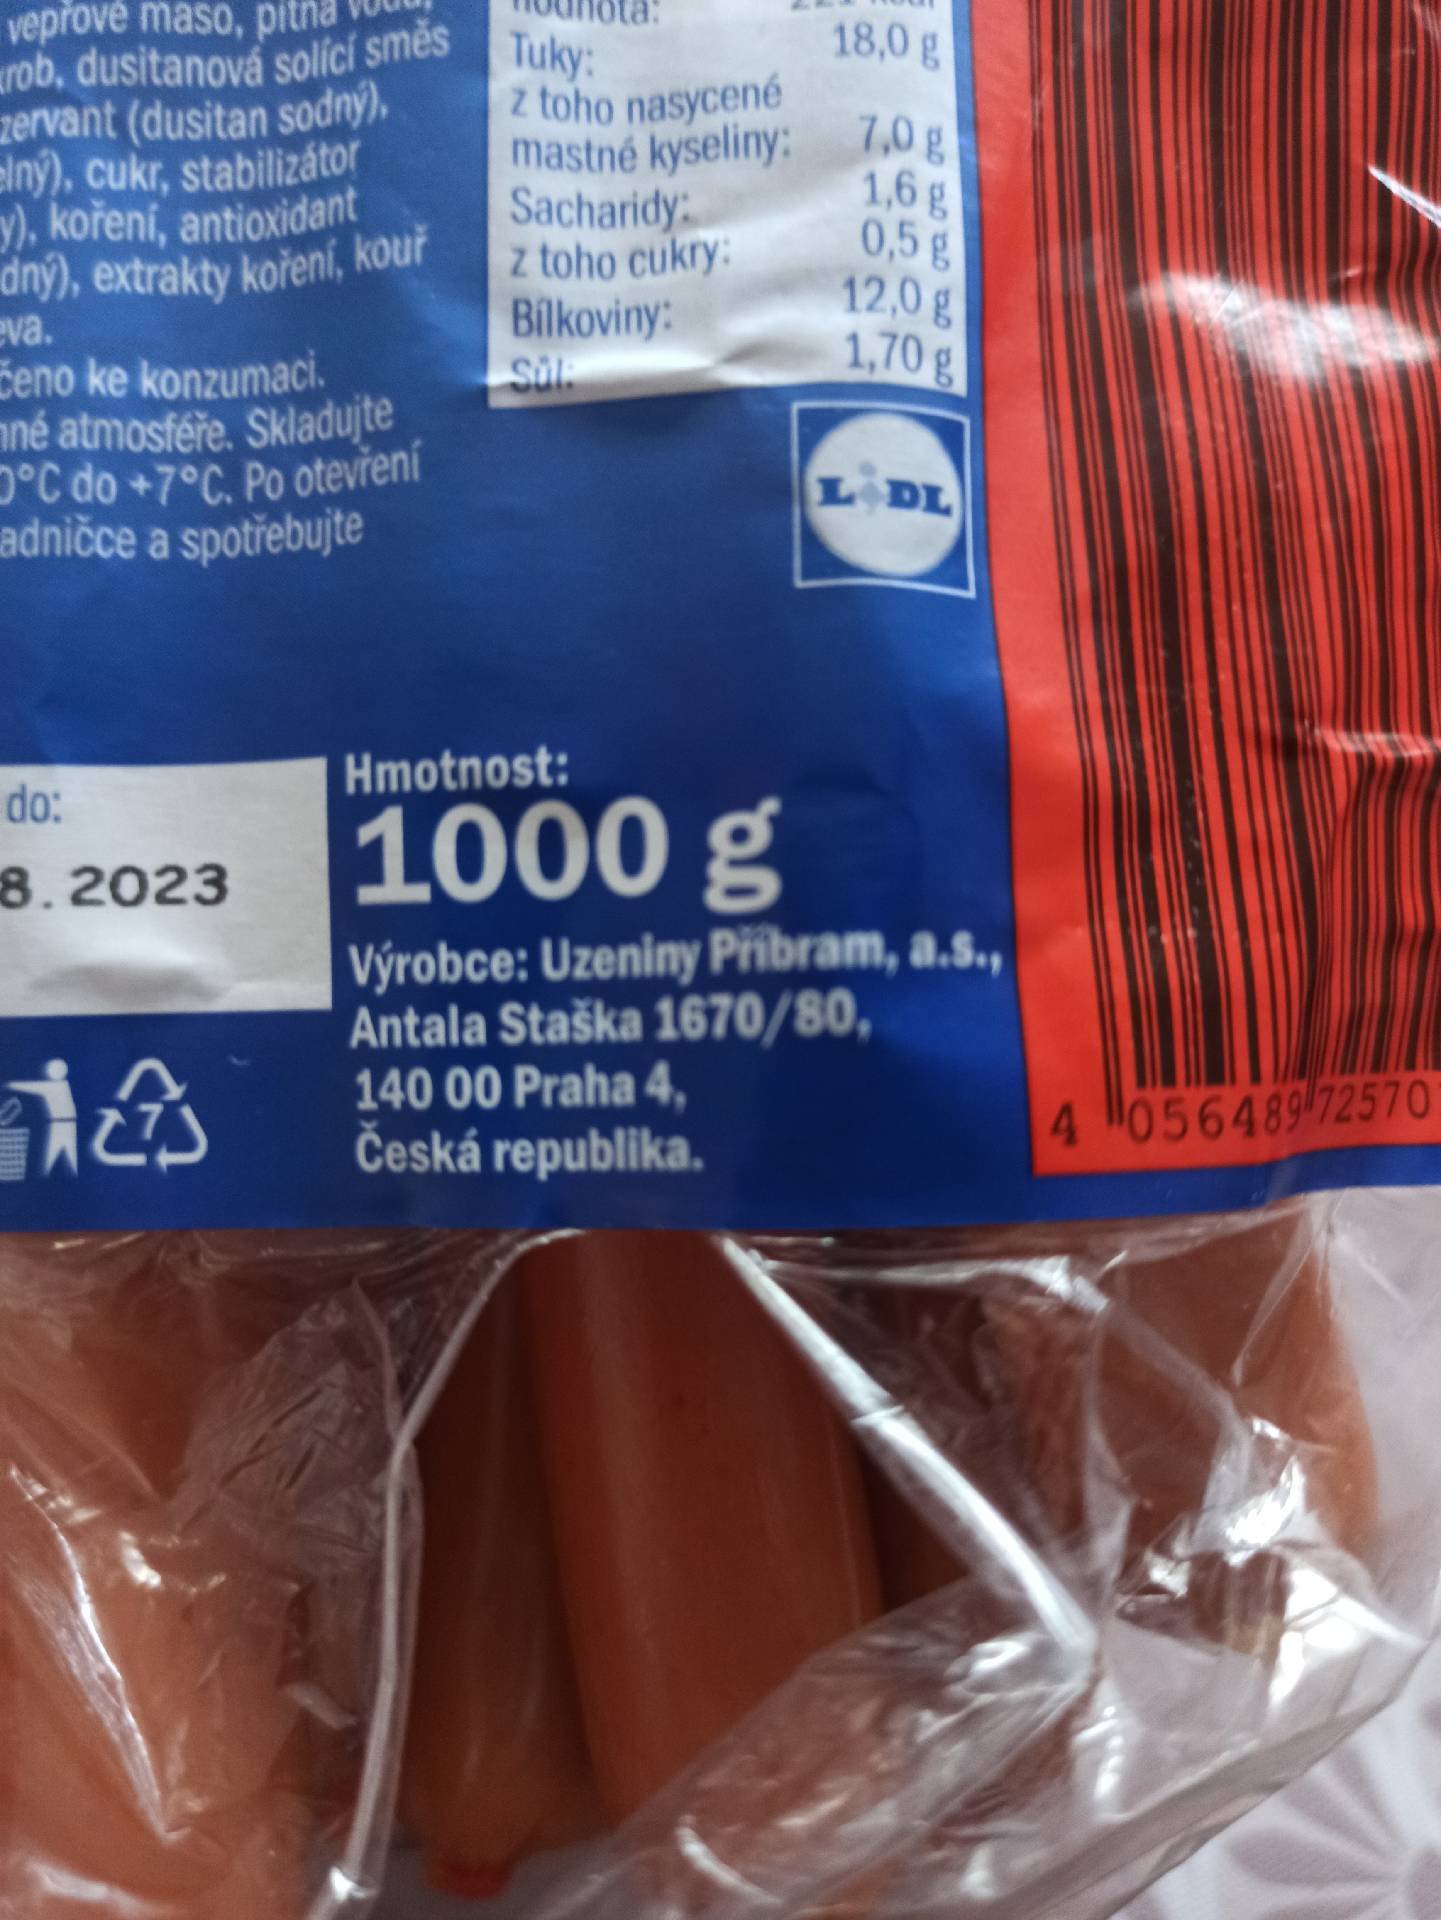 vepřové maso, pitná
krob, dusitanová solící směs
zervant (dusitan sodný),
elný), cukr, stabilizátor
y), koření, antioxidant
dný), extrakty koření, kouř
eva.
čeno ke konzumaci.
nné atmosféře. Skladujte
0°C do +7°C. Po otevření
adničce a spotřebujte
hodnota:
Tuky: 18,0 g
z toho nasycené
mastné kyseliny: 7,0 g
Sacharidy: 1,6 g
z toho cukry: 0,5 g
Bílkoviny: 12,0 g
Sůl: 1,70 g
LIDL
do:
8.2023
Hmotnost:
1000 g
Výrobce: Uzeniny Příbram, a.s.,
Antala Staška 1670/80,
140 00 Praha 4,
Česká republika.
7
4 056489 72570